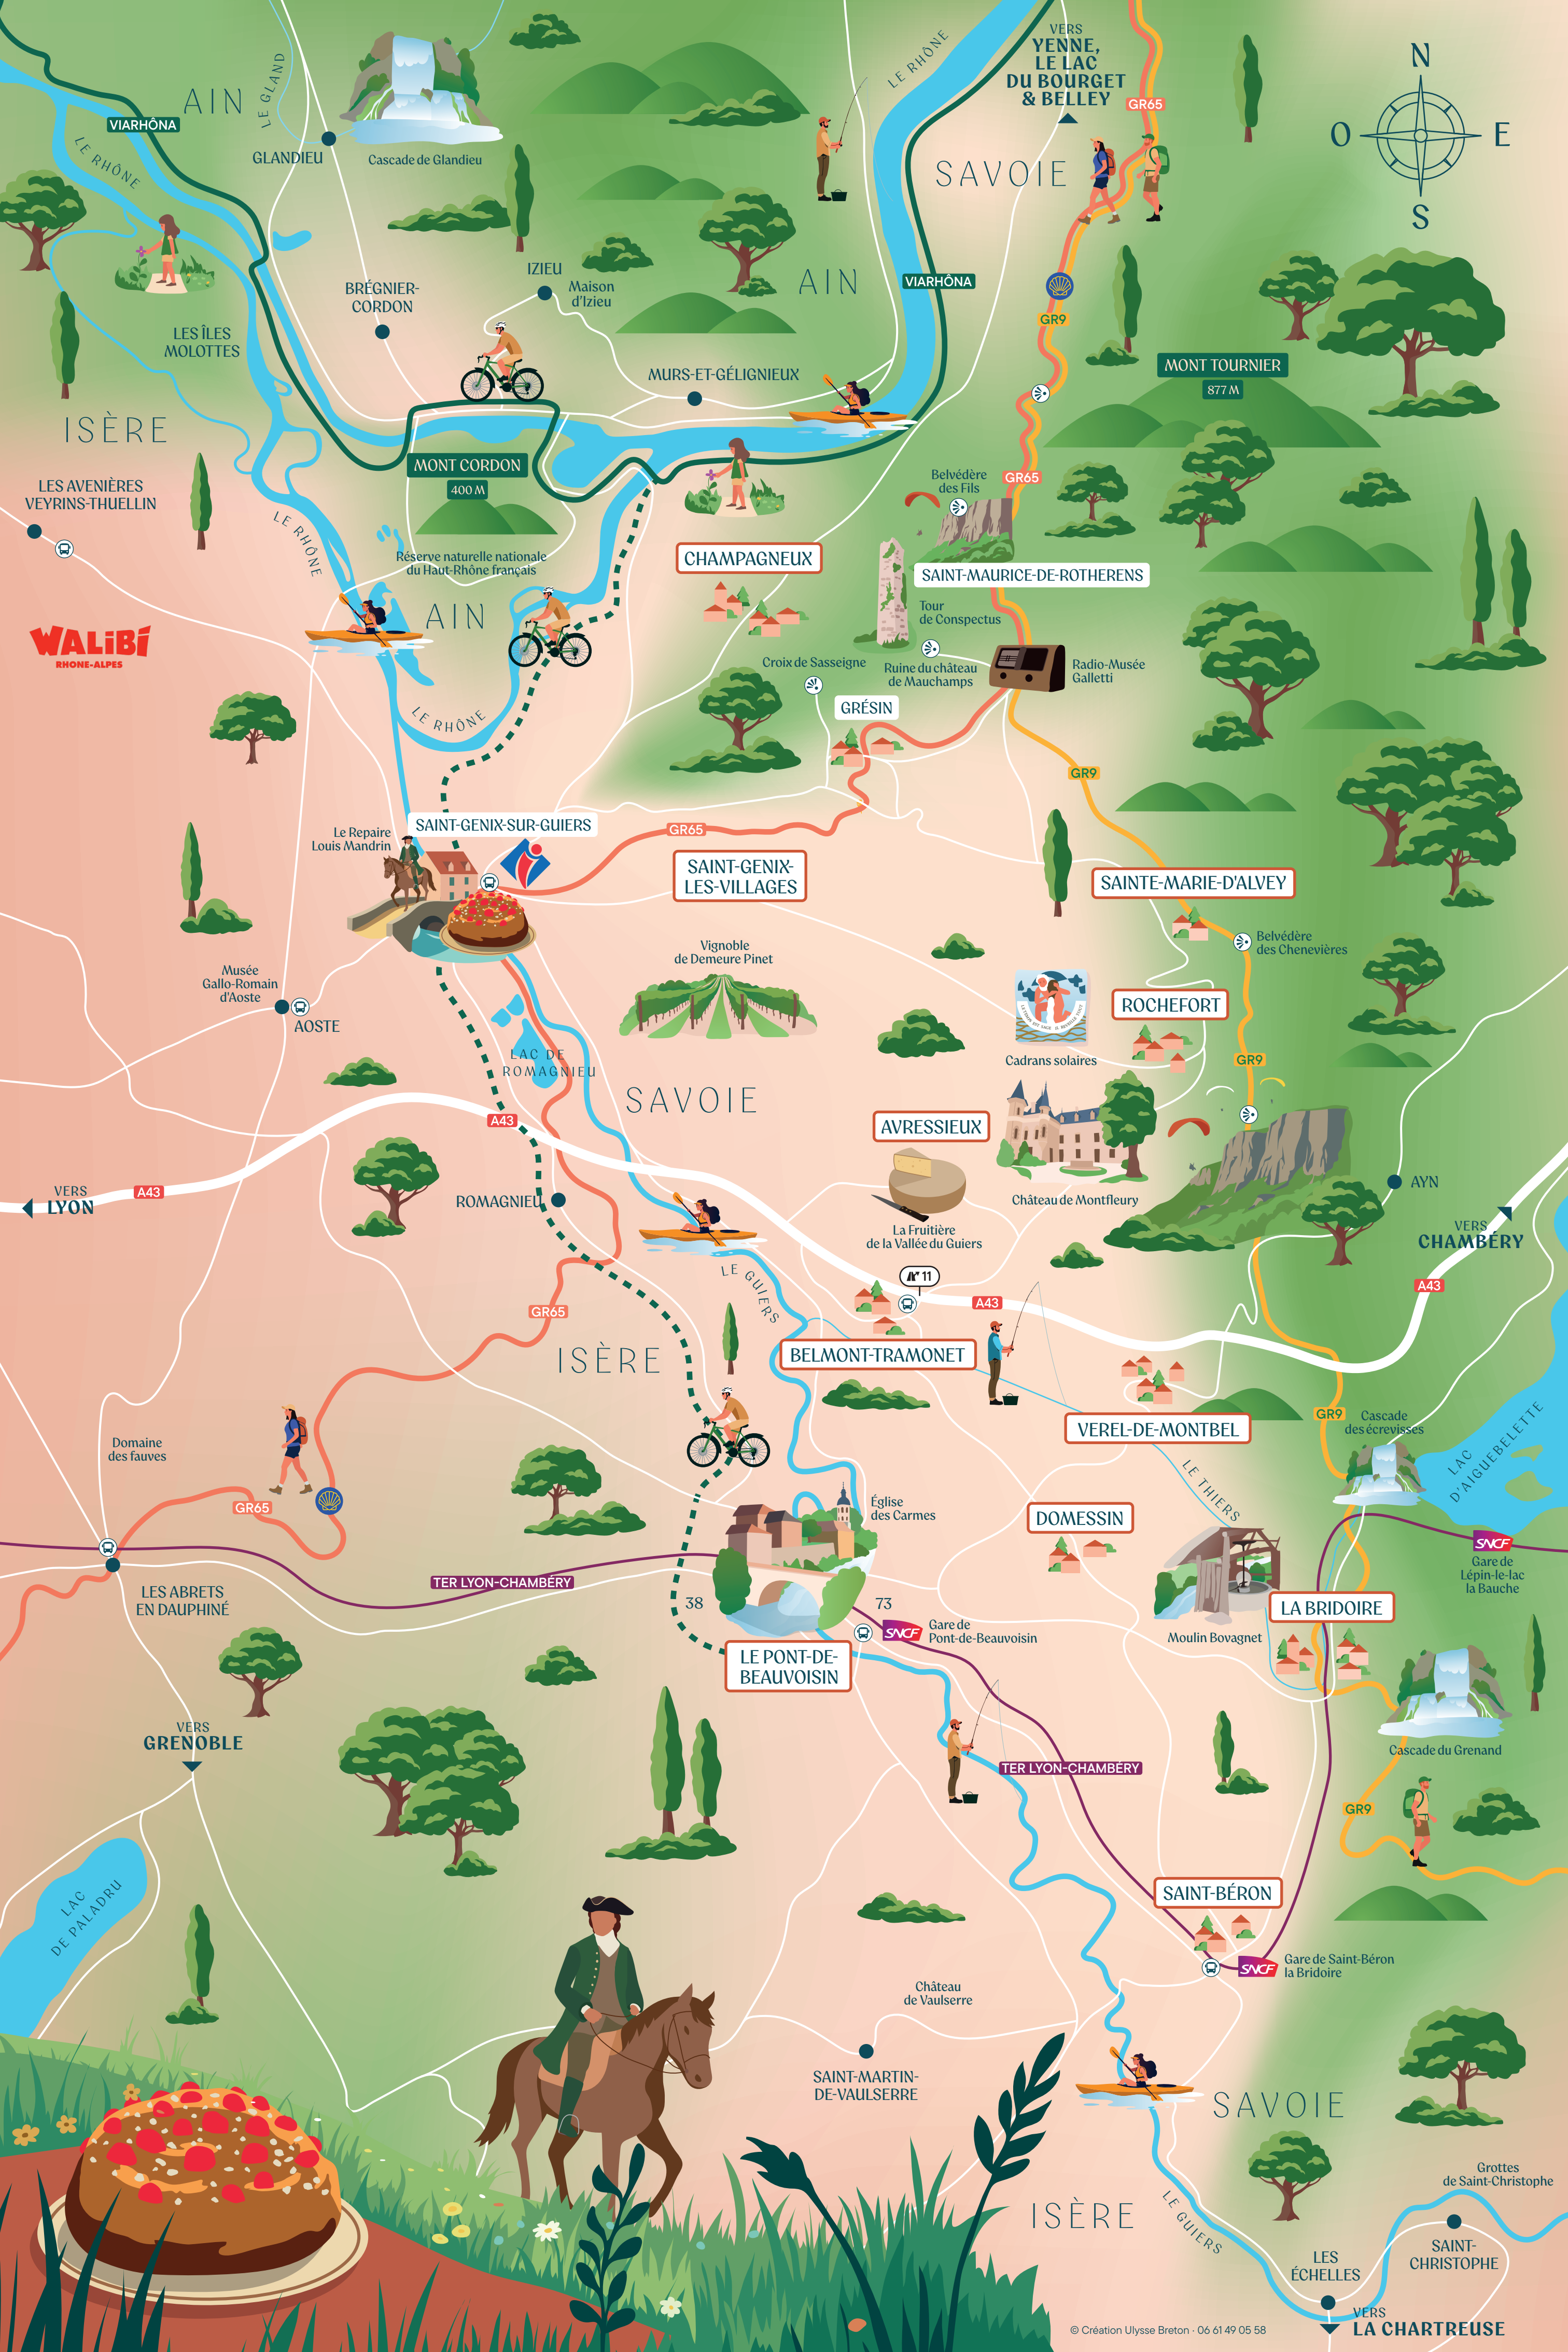 VERS
YENNE,
LE LAC
DU BOURGET
& BELLEY
LE RHÔNE
GR65
N
O
E
S
AIN
LE GLAND
VIARHÔNA
GLANDIEU
Cascade de Glandieu
LE RHÔNE
SAVOIE
IZIEU
Maison
d'Izieu
AIN
VIARHÔNA
BRÉGNIER-
CORDON
GR9
LES ÎLES
MOLOTTES
MURS-ET-GÉLIGNIEUX
MONT TOURNIER
877 M
ISÈRE
MONT CORDON
400 M
Belvédère
des Fils
GR65
LES AVENIÈRES
VEYRINS-THUELLIN
LE RHÔNE
Réserve naturelle nationale
du Haut-Rhône français
CHAMPAGNEUX
SAINT-MAURICE-DE-ROTHERENS
AIN
Tour
de Conspectus
WALiBi
RHONE-ALPES
Croix de Sasseigne
Ruine du château
de Mauchamps
Radio-Musée
Galletti
LE RHÔNE
GRÉSIN
GR9
SAINT-GENIX-SUR-GUIERS
Le Repaire
Louis Mandrin
GR65
SAINT-GENIX-
LES-VILLAGES
SAINTE-MARIE-D'ALVEY
Belvédère
des Chenevières
Vignoble
de Demeure Pinet
Musée
Gallo-Romain
d'Aoste
AOSTE
ROCHEFORT
Cadrans solaires
GR9
LAC DE
ROMAGNIEU
SAVOIE
A43
AVRESSIEUX
Château de Montfleury
AYN
VERS
LYON
A43
ROMAGNIEU
La Fruitière
de la Vallée du Guiers
VERS
CHAMBÉRY
LE GUIERS
11
A43
A43
GR65
ISÈRE
BELMONT-TRAMONET
VEREL-DE-MONTBEL
GR9
Cascade
des écrevisses
LAC
D'AIGUEBELETTE
Domaine
des fauves
LE THIERS
GR65
Église
des Carmes
DOMESSIN
SNCF
Gare de
Lépin-le-lac
la Bauche
TER LYON-CHAMBÉRY
LES ABRETS
EN DAUPHINÉ
38
73
LA BRIDOIRE
SNCF
Gare de
Pont-de-Beauvoisin
Moulin Bovagnet
LE PONT-DE-
BEAUVOISIN
VERS
GRENOBLE
Cascade du Grenand
TER LYON-CHAMBÉRY
GR9
LAC
DE PALADRU
SAINT-BÉRON
SNCF
Gare de Saint-Béron
la Bridoire
Château
de Vaulserre
SAINT-MARTIN-
DE-VAULSERRE
SAVOIE
Grottes
de Saint-Christophe
ISÈRE
LE GUIERS
SAINT-
CHRISTOPHE
LES
ÉCHELLES
VERS
LA CHARTREUSE
© Création Ulysse Breton · 06 61 49 05 58